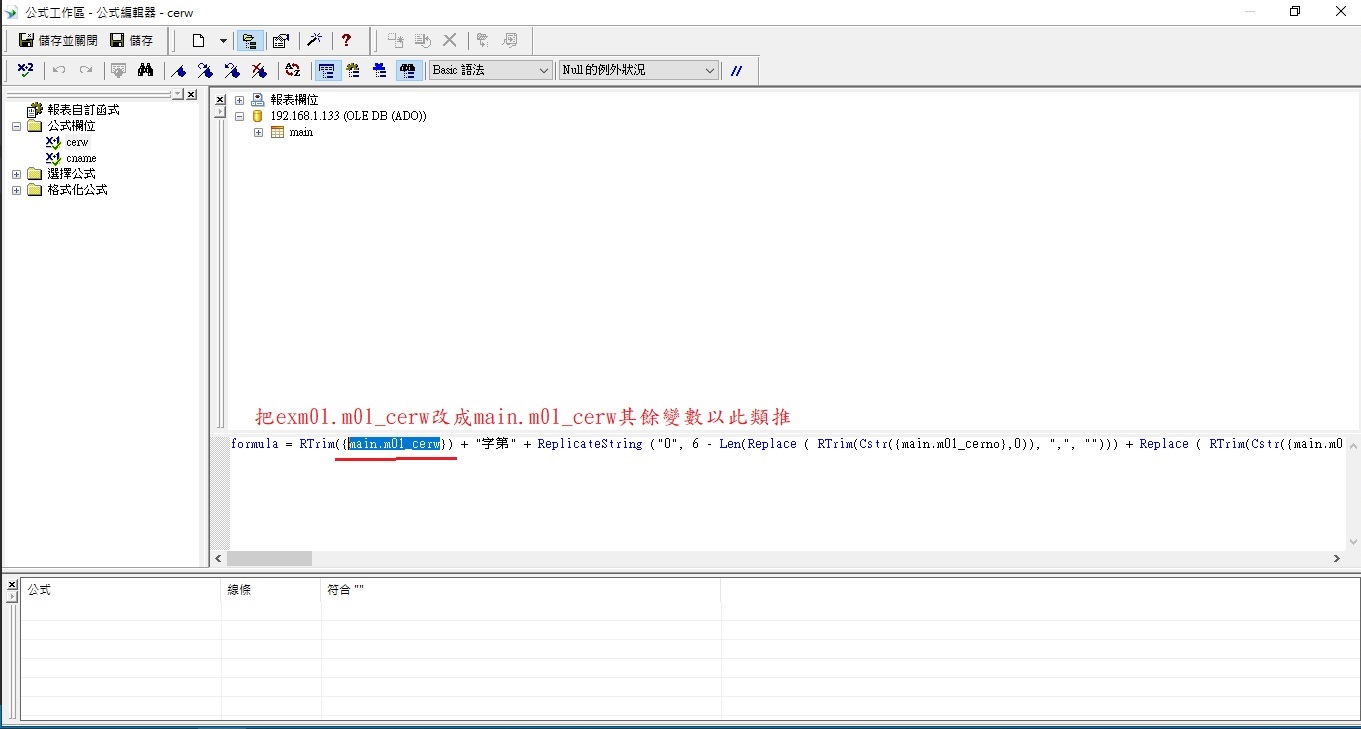 公式工作區 - 公式編輯器 - cerw
儲存並關閉 儲存
Basic 語法 Null 的例外狀況
報表自訂函式
公式欄位
cerw
cname
選擇公式
格式化公式
報表欄位
192.168.1.133 (OLE DB (ADO))
main
把exm01.m01_cerw改成main.m01_cerw其餘變數以此類推
formula = RTrim({main.m01_cerw}) + "字第" + ReplicateString ("0", 6 - Len(Replace ( RTrim(Cstr({main.m01_cerno},0)), ",", ""))) + Replace ( RTrim(Cstr({main.m0
公式 線條 符合 ""